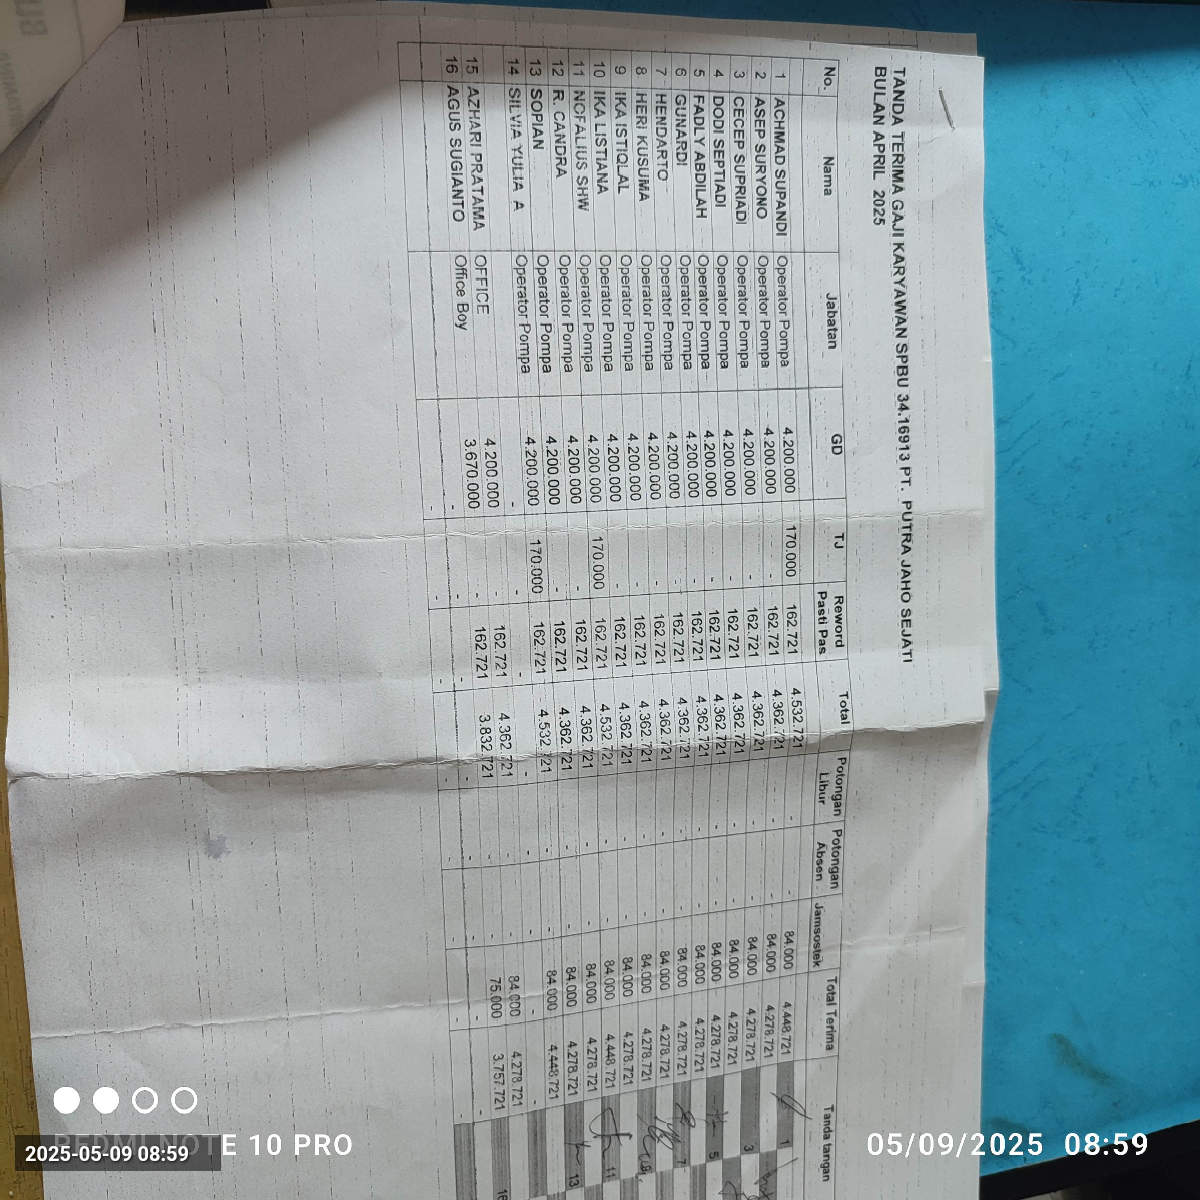 TANDA TERIMA GAJI KARYAWAN SPBU 34.16913 PT. PUTRA JAHO SEJATI
BULAN APRIL 2025
No. Nama Jabatan GD TJ Reword Pasti Pas Total Potongan Libur Potongan Absen Jamsostek Total Terima Tanda tangan
1 ACHMAD SUPANDI Operator Pompa 4.200.000 170.000 162.721 4.532.721 - - 84.000 4.448.721 1
2 ASEP SURYONO Operator Pompa 4.200.000 - 162.721 4.362.721 - - 84.000 4.278.721
3 CECEP SUPRIADI Operator Pompa 4.200.000 - 162.721 4.362.721 - - 84.000 4.278.721 3
4 DODI SEPTIADI Operator Pompa 4.200.000 - 162.721 4.362.721 - - 84.000 4.278.721
5 FADLY ABDILAH Operator Pompa 4.200.000 - 162.721 4.362.721 - - 84.000 4.278.721 5
6 GUNARDI Operator Pompa 4.200.000 - 162.721 4.362.721 - - 84.000 4.278.721
7 HENDARTO Operator Pompa 4.200.000 - 162.721 4.362.721 - - 84.000 4.278.721 7
8 HERI KUSUMA Operator Pompa 4.200.000 - 162.721 4.362.721 - - 84.000 4.278.721
9 IKA ISTIQLAL Operator Pompa 4.200.000 - 162.721 4.362.721 - - 84.000 4.278.721
10 IKA LISTIANA Operator Pompa 4.200.000 170.000 162.721 4.532.721 - - 84.000 4.448.721
11 NOFALIUS SHW Operator Pompa 4.200.000 - 162.721 4.362.721 - - 84.000 4.278.721 11
12 R. CANDRA Operator Pompa 4.200.000 - 162.721 4.362.721 - - 84.000 4.278.721
13 SOPIAN Operator Pompa 4.200.000 170.000 162.721 4.532.721 - - 84.000 4.448.721 13
14 SILVIA YULIA A Operator Pompa - - - - - - -
15 AZHARI PRATAMA OFFICE 4.200.000 - 162.721 4.362.721 - - 84.000 4.278.721
16 AGUS SUGIANTO Office Boy 3.670.000 - 162.721 3.832.721 - - 75.000 3.757.721
REDMI NOTE 10 PRO
2025-05-09 08:59
05/09/2025 08:59